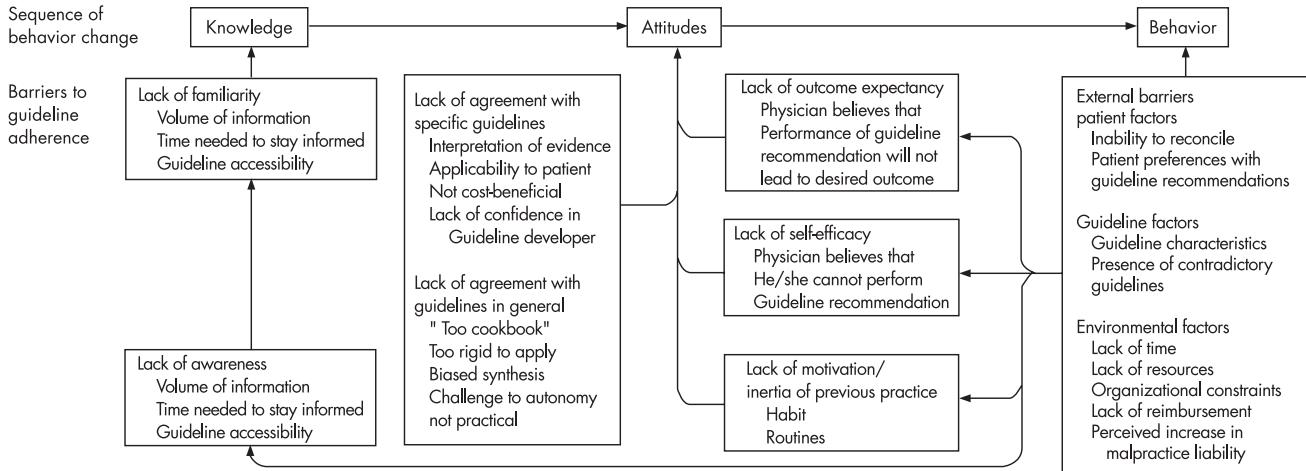 Sequence of
behavior change
Knowledge
Attitudes
Behavior
Barriers to
guideline
adherence
Lack of familiarity
Volume of information
Time needed to stay informed
Guideline accessibility
Lack of awareness
Volume of information
Time needed to stay informed
Guideline accessibility
Lack of agreement with
specific guidelines
Interpretation of evidence
Applicability to patient
Not cost-beneficial
Lack of confidence in
Guideline developer
Lack of agreement with
guidelines in general
" Too cookbook"
Too rigid to apply
Biased synthesis
Challenge to autonomy
not practical
Lack of outcome expectancy
Physician believes that
Performance of guideline
recommendation will not
lead to desired outcome
Lack of self-efficacy
Physician believes that
He/she cannot perform
Guideline recommendation
Lack of motivation/
inertia of previous practice
Habit
Routines
External barriers
patient factors
Inability to reconcile
Patient preferences with
guideline recommendations
Guideline factors
Guideline characteristics
Presence of contradictory
guidelines
Environmental factors
Lack of time
Lack of resources
Organizational constraints
Lack of reimbursement
Perceived increase in
malpractice liability